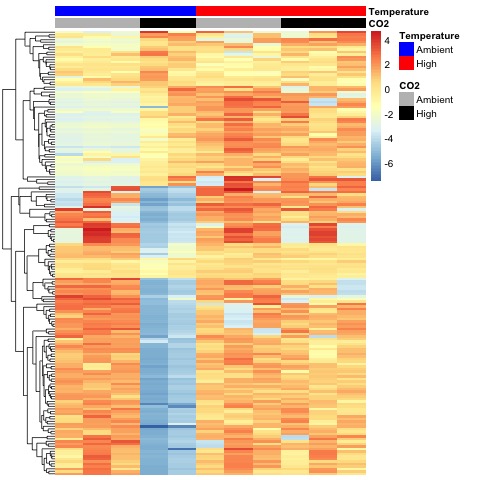 Temperature
CO2
4
2
0
-2
-4
-6
Temperature
Ambient
High
CO2
Ambient
High